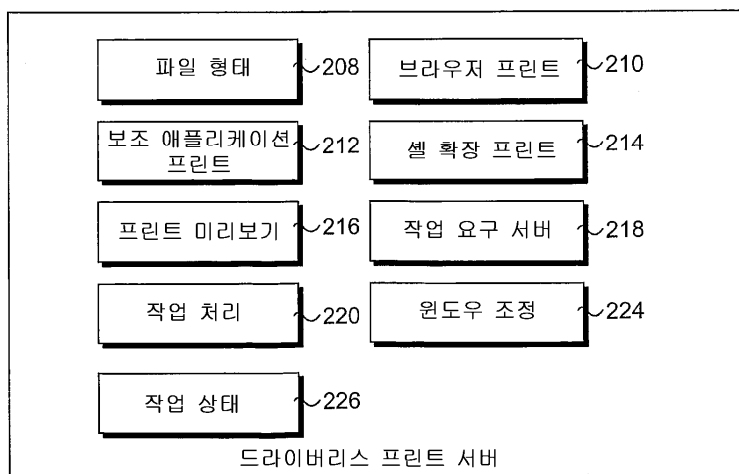 파일 형태
208
브라우저 프린트
210
보조 애플리케이션
프린트
212
셸 확장 프린트
214
프린트 미리보기
216
작업 요구 서버
218
작업 처리
220
윈도우 조정
224
작업 상태
226
드라이버리스 프린트 서버